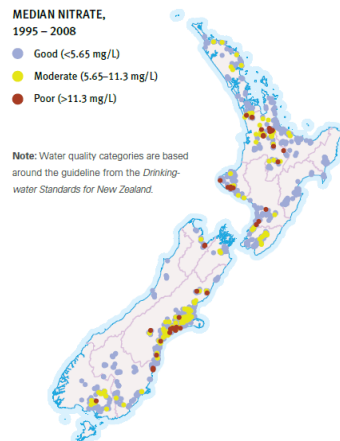 MEDIAN NITRATE,
1995 – 2008
Good (<5.65 mg/L)
Moderate (5.65–11.3 mg/L)
Poor (>11.3 mg/L)
Note: Water quality categories are based
around the guideline from the Drinking-
water Standards for New Zealand.